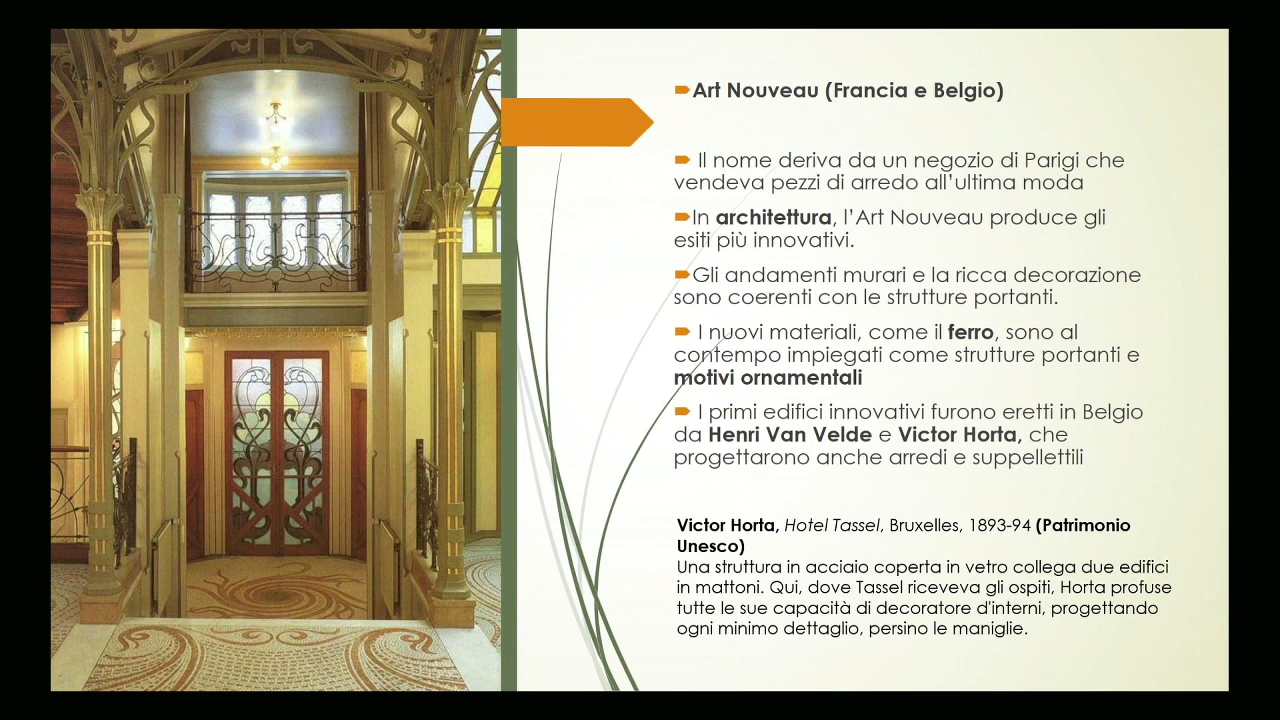 Art Nouveau (Francia e Belgio)
Il nome deriva da un negozio di Parigi che
vendeva pezzi di arredo all’ultima moda
In architettura, l’Art Nouveau produce gli
esiti più innovativi.
Gli andamenti murari e la ricca decorazione
sono coerenti con le strutture portanti.
I nuovi materiali, come il ferro, sono al
contempo impiegati come strutture portanti e
motivi ornamentali
I primi edifici innovativi furono eretti in Belgio
da Henri Van Velde e Victor Horta, che
progettarono anche arredi e suppellettili
Victor Horta, Hotel Tassel, Bruxelles, 1893-94 (Patrimonio
Unesco)
Una struttura in acciaio coperta in vetro collega due edifici
in mattoni. Qui, dove Tassel riceveva gli ospiti, Horta profuse
tutte le sue capacità di decoratore d'interni, progettando
ogni minimo dettaglio, persino le maniglie.